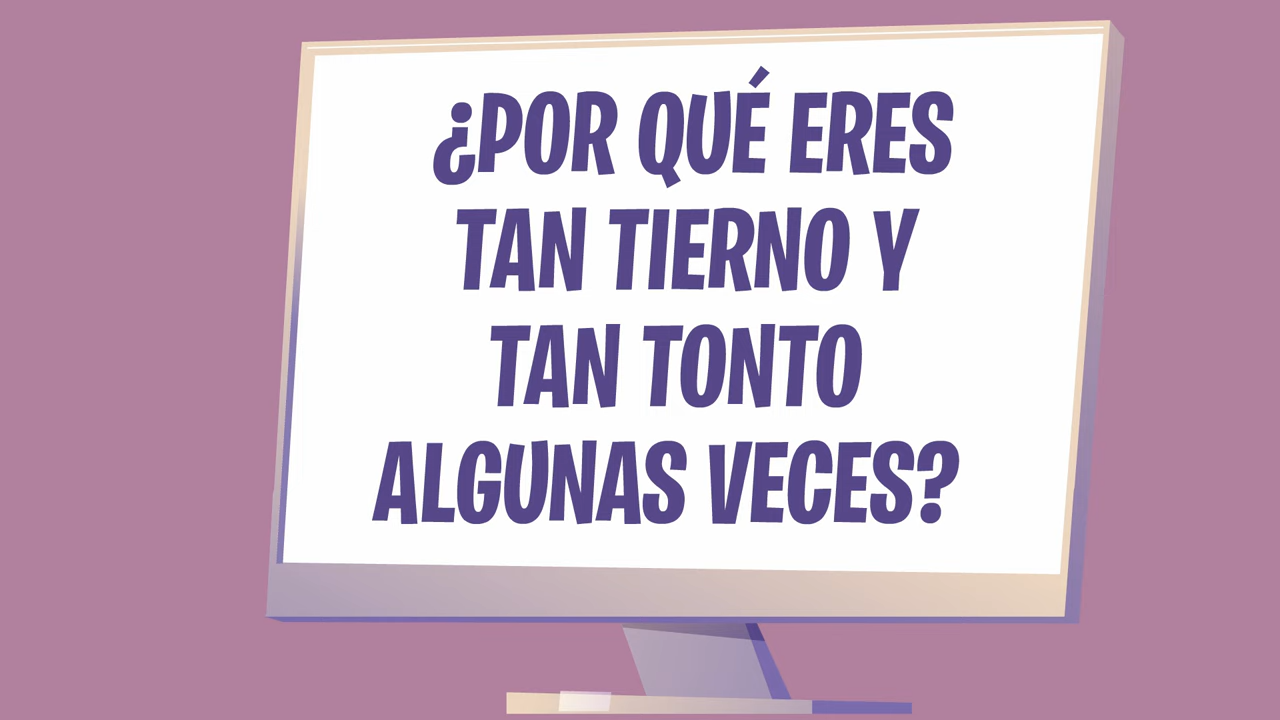 ¿POR QUÉ ERES
TAN TIERNO Y
TAN TONTO
ALGUNAS VECES?